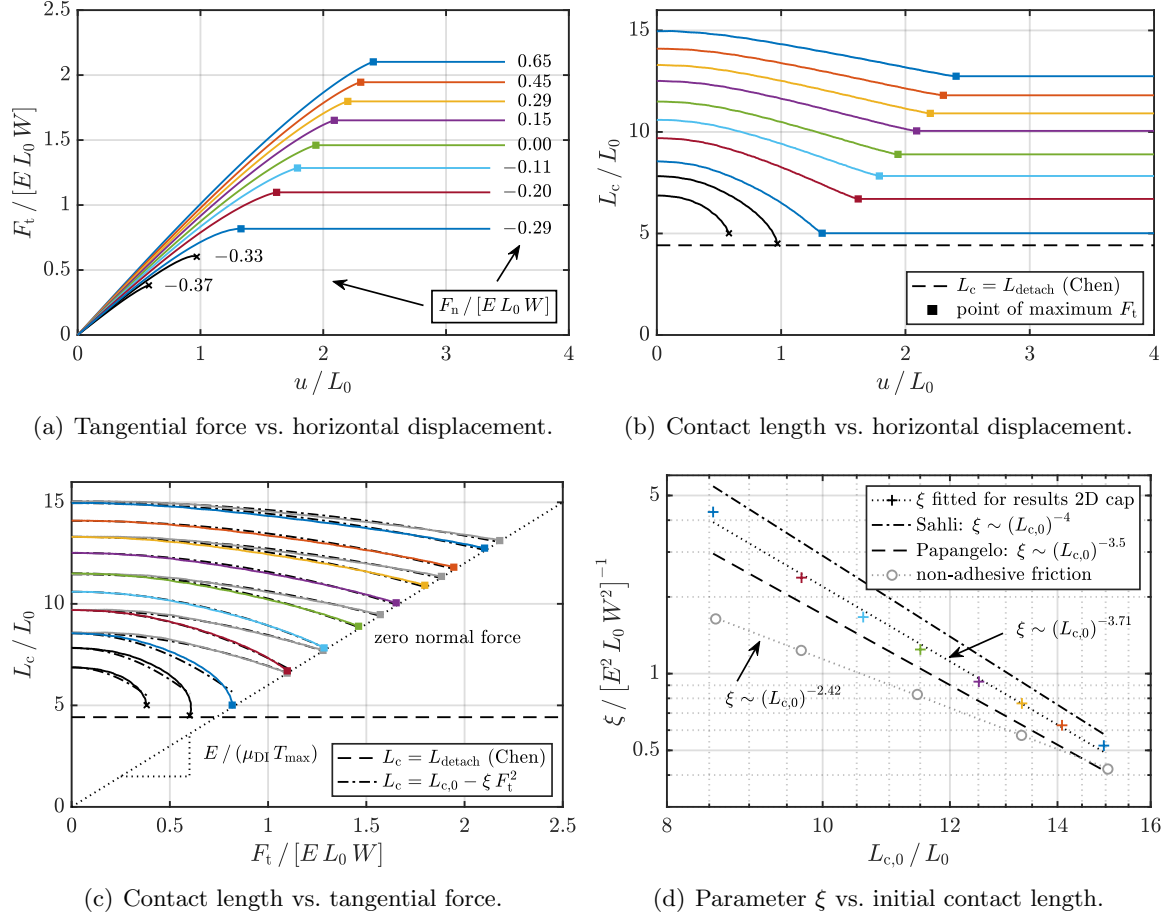 2.5
2
1.5
1
0.5
0
F_t / [E L_0 W]
0.65
0.45
0.29
0.15
0.00
−0.11
−0.20
−0.29
−0.33
−0.37
F_n / [E L_0 W]
0 1 2 3 4
u / L_0
(a) Tangential force vs. horizontal displacement.
15
10
5
0
L_c / L_0
L_c = L_detach (Chen)
point of maximum F_t
0 1 2 3 4
u / L_0
(b) Contact length vs. horizontal displacement.
15
10
5
0
L_c / L_0
zero normal force
E / (μ_DI T_max)
L_c = L_detach (Chen)
L_c = L_c,0 − ξ F_t^2
0 0.5 1 1.5 2 2.5
F_t / [E L_0 W]
(c) Contact length vs. tangential force.
5
1
0.5
ξ / [E^2 L_0 W^2]^−1
ξ fitted for results 2D cap
Sahli: ξ ∼ (L_c,0)^−4
Papangelo: ξ ∼ (L_c,0)^−3.5
non-adhesive friction
ξ ∼ (L_c,0)^−3.71
ξ ∼ (L_c,0)^−2.42
8 10 12 14 16
L_c,0 / L_0
(d) Parameter ξ vs. initial contact length.